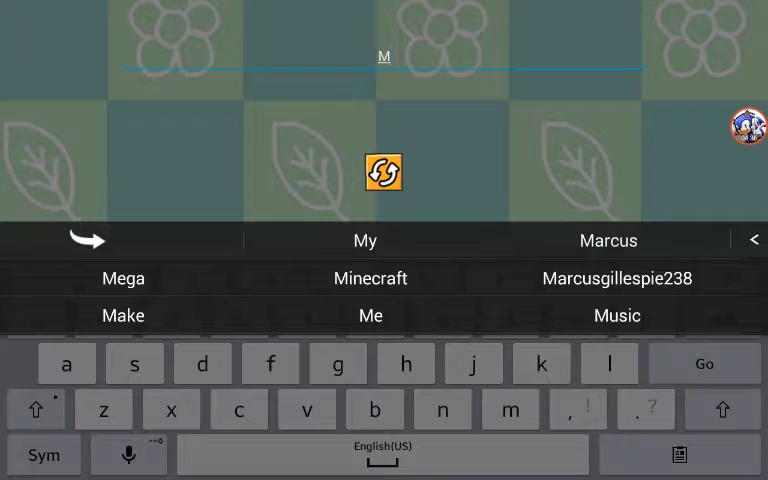 M
My Marcus <
Mega Minecraft Marcusgillespie238
Make Me Music
a s d f g h j k l Go
z x c v b n m , ! . ?
Sym English(US)